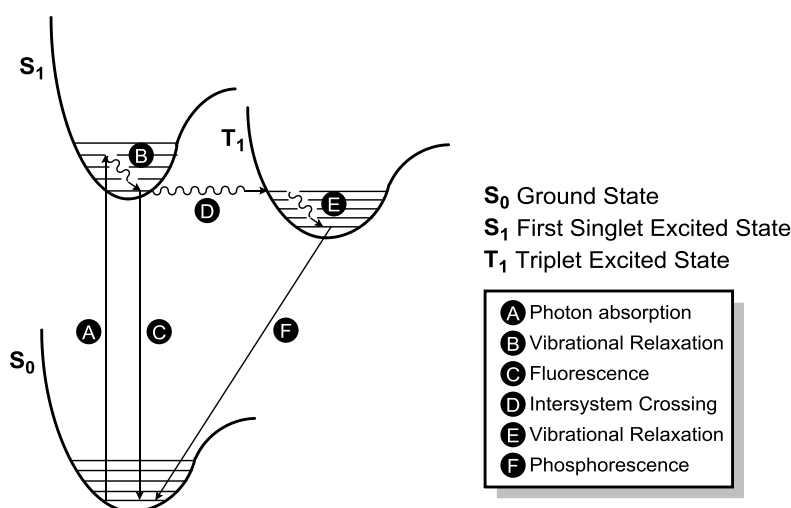 S₁
B
T₁
D
E
A
C
F
S₀
S₀ Ground State
S₁ First Singlet Excited State
T₁ Triplet Excited State
A Photon absorption
B Vibrational Relaxation
C Fluorescence
D Intersystem Crossing
E Vibrational Relaxation
F Phosphorescence